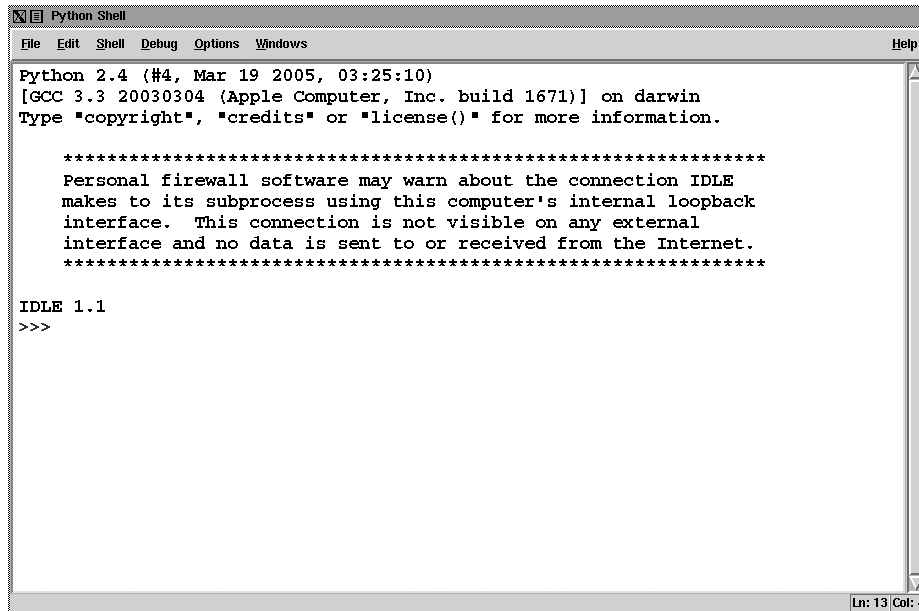 Python Shell
File Edit Shell Debug Options Windows Help
Python 2.4 (#4, Mar 19 2005, 03:25:10)
[GCC 3.3 20030304 (Apple Computer, Inc. build 1671)] on darwin
Type "copyright", "credits" or "license()" for more information.
****************************************************************
Personal firewall software may warn about the connection IDLE
makes to its subprocess using this computer's internal loopback
interface.  This connection is not visible on any external
interface and no data is sent to or received from the Internet.
****************************************************************
IDLE 1.1
>>>
Ln: 13 Col: